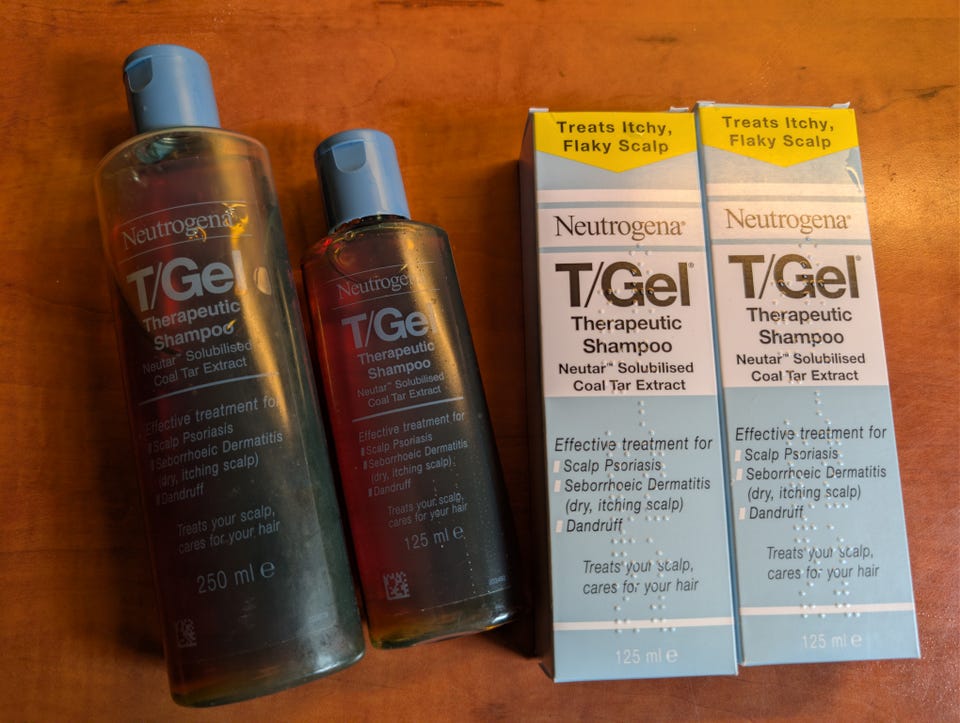 Neutrogena
T/Gel
Therapeutic
Shampoo
Neutar™ Solubilised
Coal Tar Extract
Effective treatment for
Scalp Psoriasis
Seborrhoeic Dermatitis
(dry, itching scalp)
Dandruff
Treats your scalp,
cares for your hair
250 ml e
Neutrogena
T/Gel
Therapeutic
Shampoo
Neutar™ Solubilised
Coal Tar Extract
Effective treatment for
Scalp Psoriasis
Seborrhoeic Dermatitis
(dry, itching scalp)
Dandruff
Treats your scalp,
cares for your hair
125 ml e
Treats Itchy,
Flaky Scalp
Neutrogena®
T/Gel®
Therapeutic
Shampoo
Neutar™ Solubilised
Coal Tar Extract
Effective treatment for
Scalp Psoriasis
Seborrhoeic Dermatitis
(dry, itching scalp)
Dandruff
Treats your scalp,
cares for your hair
125 ml e
Treats Itchy,
Flaky Scalp
Neutrogena®
T/Gel®
Therapeutic
Shampoo
Neutar™ Solubilised
Coal Tar Extract
Effective treatment for
Scalp Psoriasis
Seborrhoeic Dermatitis
(dry, itching scalp)
Dandruff
Treats your scalp,
cares for your hair
125 ml e